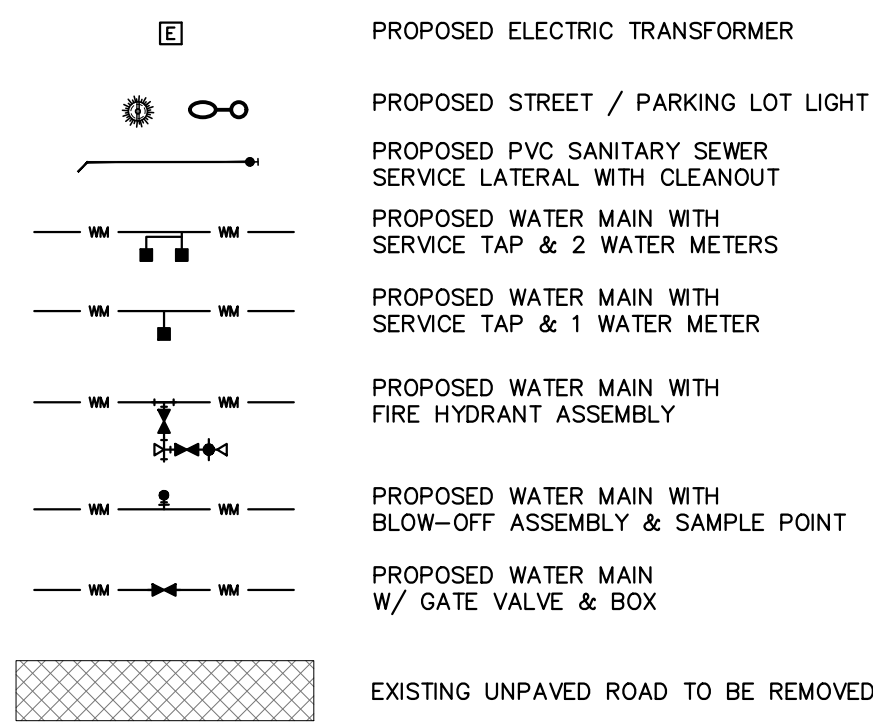 E PROPOSED ELECTRIC TRANSFORMER
PROPOSED STREET / PARKING LOT LIGHT
PROPOSED PVC SANITARY SEWER
SERVICE LATERAL WITH CLEANOUT
WM WM PROPOSED WATER MAIN WITH
SERVICE TAP & 2 WATER METERS
WM WM PROPOSED WATER MAIN WITH
SERVICE TAP & 1 WATER METER
WM WM PROPOSED WATER MAIN WITH
FIRE HYDRANT ASSEMBLY
WM WM PROPOSED WATER MAIN WITH
BLOW-OFF ASSEMBLY & SAMPLE POINT
WM WM PROPOSED WATER MAIN
W/ GATE VALVE & BOX
EXISTING UNPAVED ROAD TO BE REMOVED